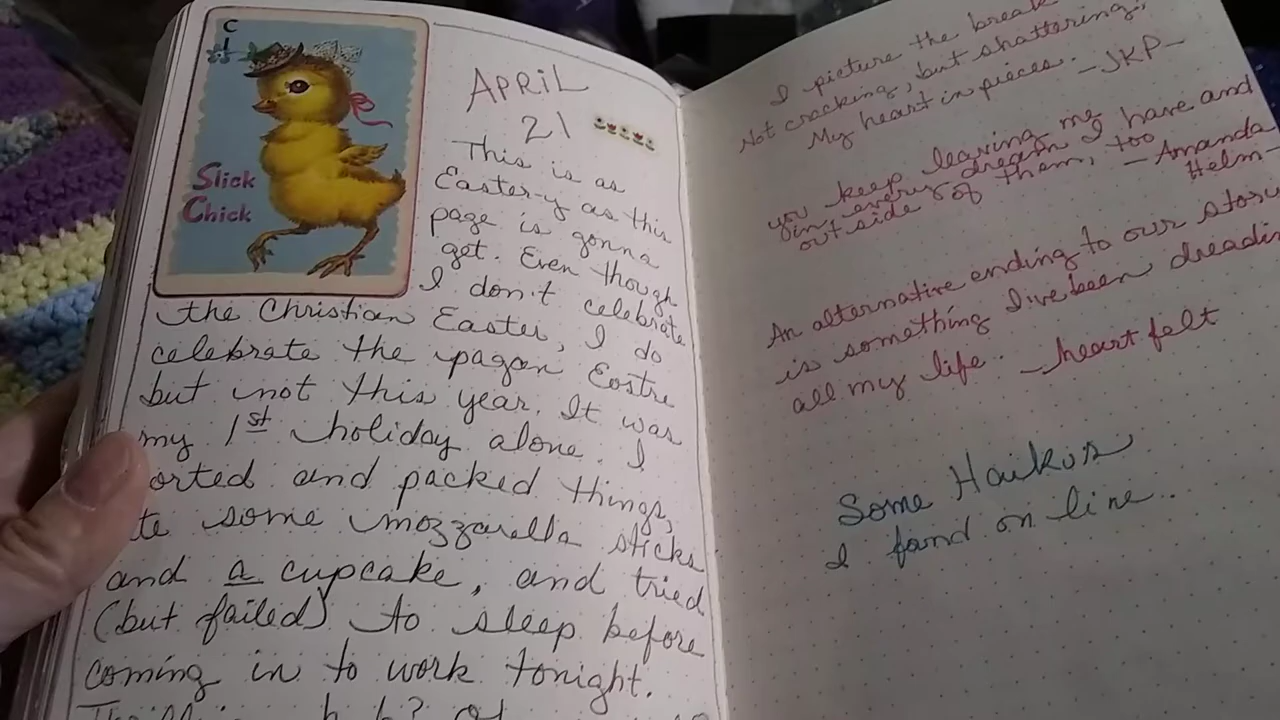 C
Slick
Chick
APRIL
21
This is as
Easter-y as this
page is gonna
get. Even though
I don't celebrate
the Christian Easter, I do
celebrate the pagan Eostre
but not this year. It was
my 1st holiday alone. I
orted and packed things,
te some mozzarella sticks
and a cupcake, and tried
(but failed) to sleep before
coming in to work tonight.
I picture the break
Not cracking, but shattering,
My heart in pieces. -JKP-
you keep leaving me
in every dream I have and
outside of them, too
-Amanda
Helm-
An alternative ending to our story
is something I've been dreadin
all my life. -heart felt
Some Haikus
I fond on line..